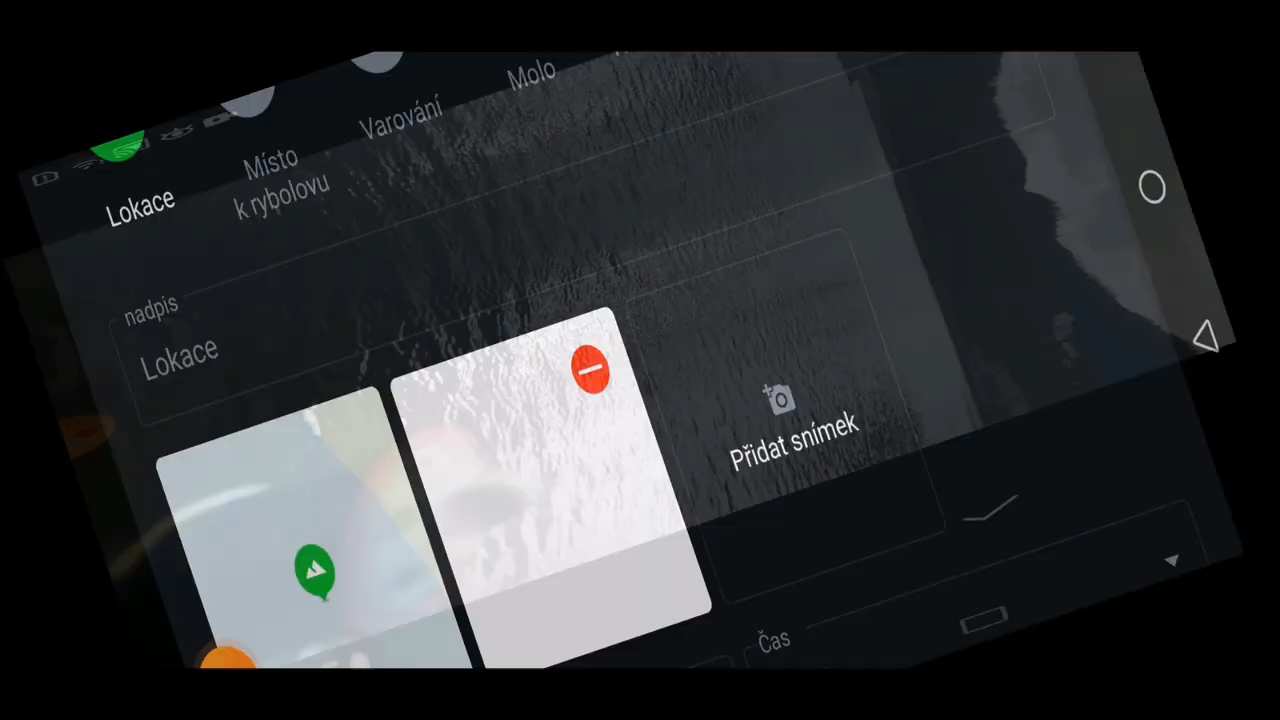 Lokace
Místo
k rybolovu
Varování
Molo
nadpis
Lokace
Přidat snímek
Čas